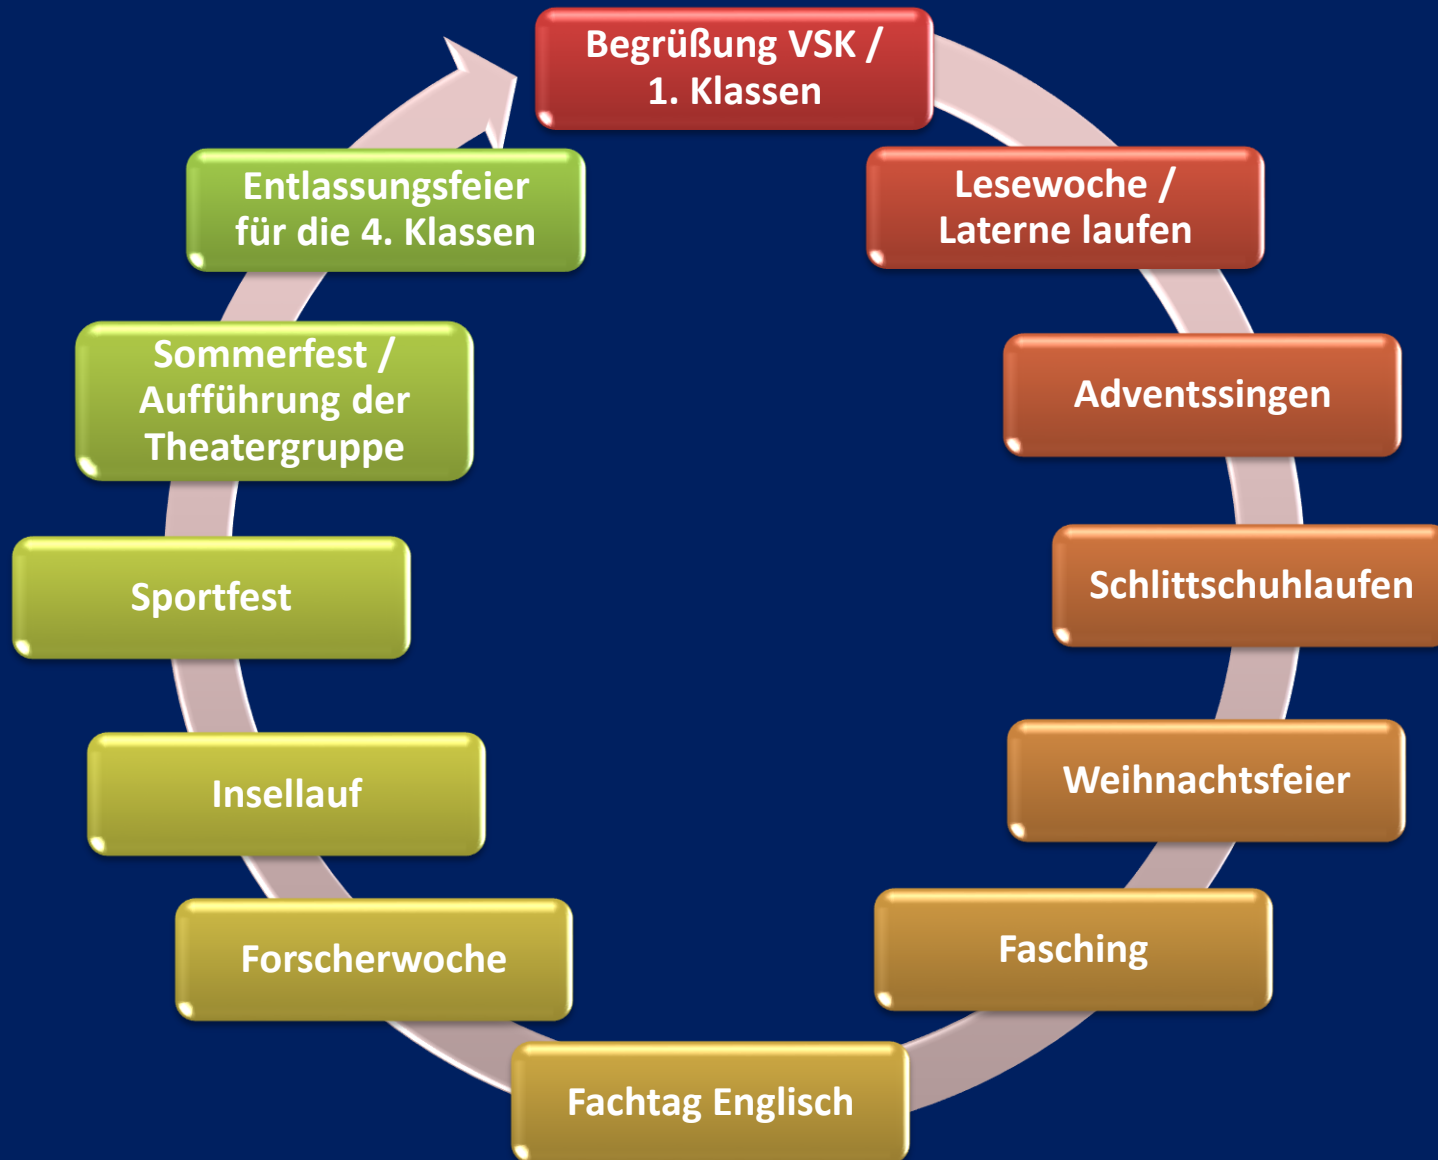 Begrüßung VSK /
1. Klassen
Lesewoche /
Laterne laufen
Adventssingen
Schlittschuhlaufen
Weihnachtsfeier
Fasching
Fachtag Englisch
Forscherwoche
Insellauf
Sportfest
Sommerfest /
Aufführung der
Theatergruppe
Entlassungsfeier
für die 4. Klassen